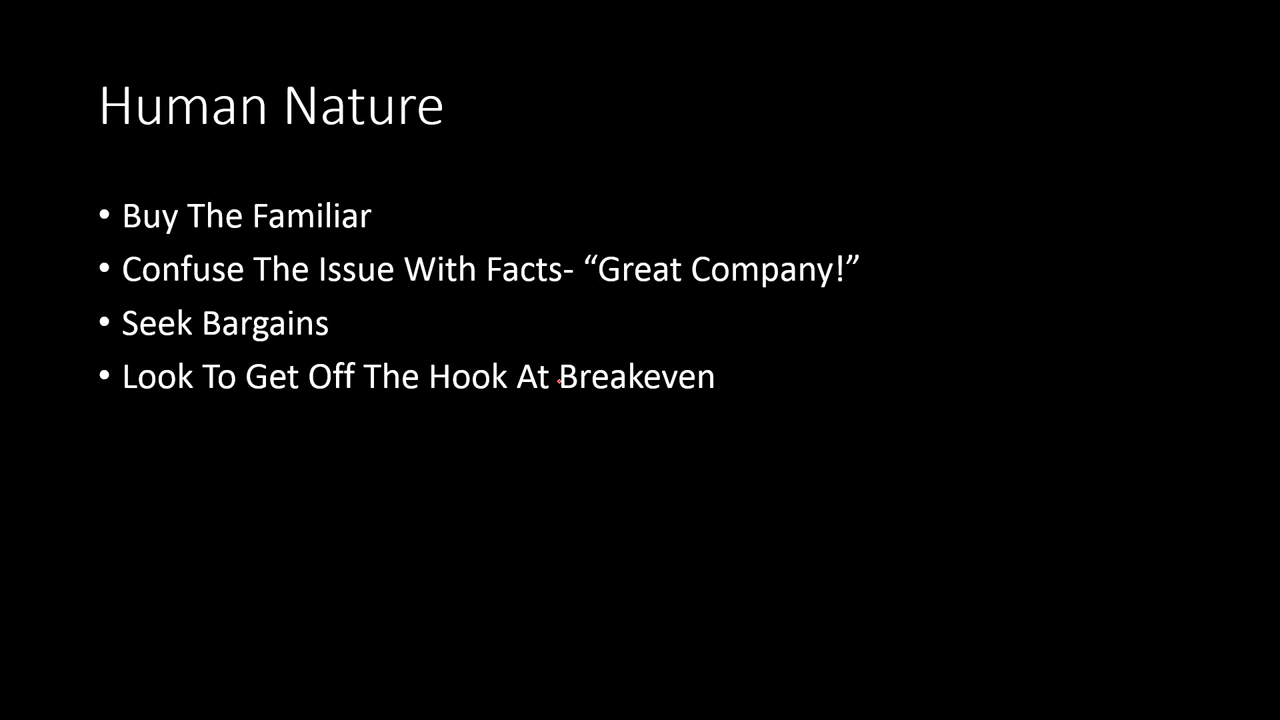 Human Nature
• Buy The Familiar
• Confuse The Issue With Facts- “Great Company!”
• Seek Bargains
• Look To Get Off The Hook At Breakeven